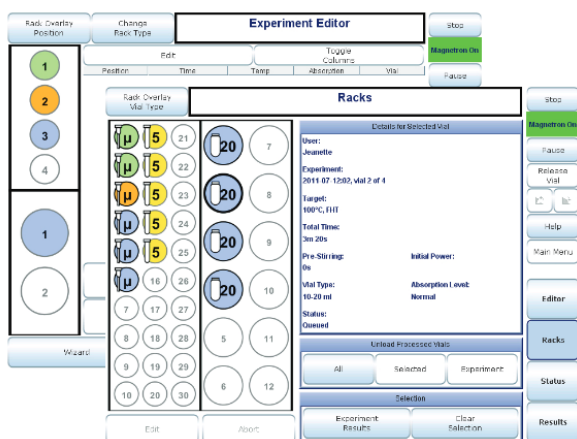 Rack Overlay
Position
Change
Rack Type
Experiment Editor
Stop
Edit
Toggle
Columns
Magnetron On
Position Time Temp Absorption Vial
Pause
1
2
3
4
1
2
Wizard
Rack Overlay
Vial Type
Racks
Stop
Magnetron On
Pause
Release
Vial
Help
Main Menu
Editor
Racks
Status
Results
µ 5 21
µ 5 22
µ 5 23
µ 5 24
µ 5 25
µ 16 26
7 17 27
8 18 28
9 19 29
10 20 30
20 7
20 8
20 9
20 10
5 11
6 12
Edit
Abort
Details for Selected Vial
User:
Jeanette
Experiment:
2011-07-12:02, vial 2 of 4
Target:
100°C, FHT
Total Time:
3m 20s
Pre-Stirring: Initial Power:
0s
Vial Type: Absorption Level:
10-20 ml Normal
Status:
Queued
Unload Processed Vials
All
Selected
Experiment
Selection
Experiment
Results
Clear
Selection